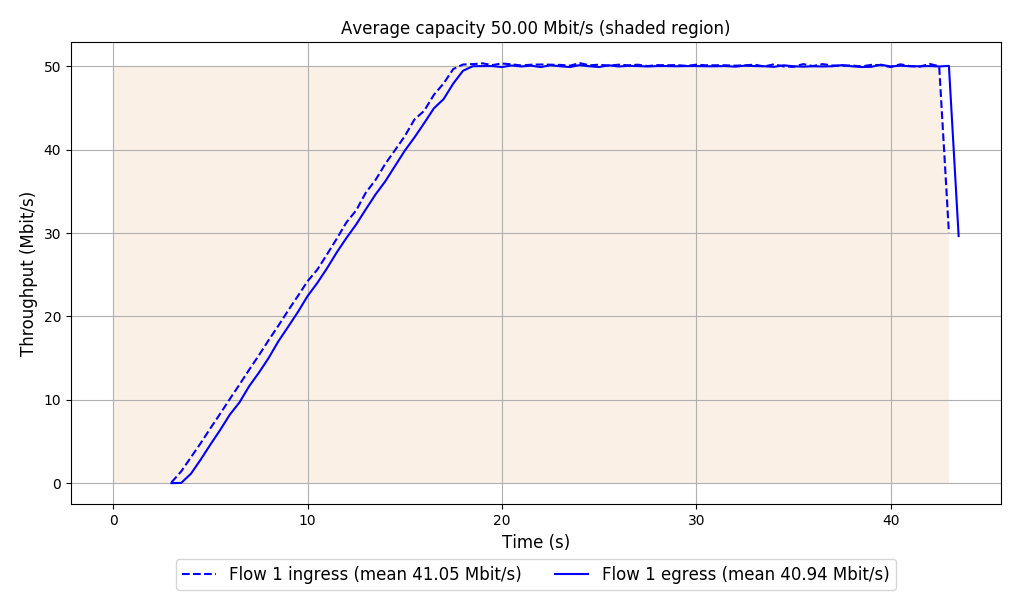 Average capacity 50.00 Mbit/s (shaded region)
Throughput (Mbit/s)
50
40
30
20
10
0
0 10 20 30 40
Time (s)
Flow 1 ingress (mean 41.05 Mbit/s) Flow 1 egress (mean 40.94 Mbit/s)